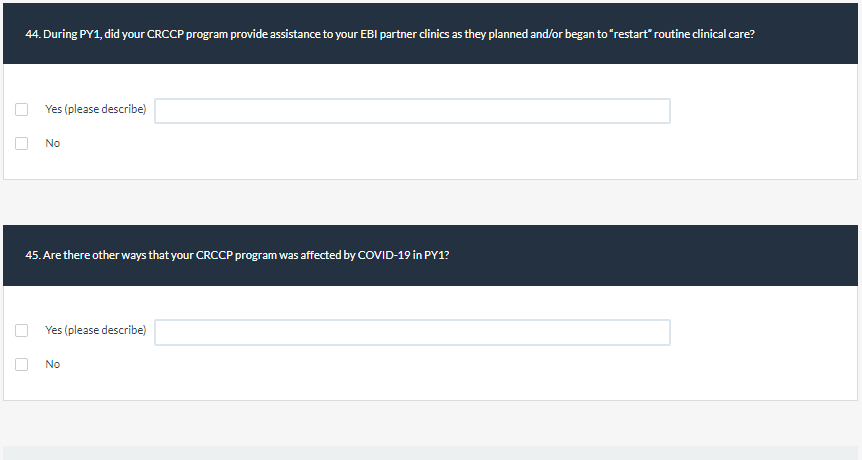 44. During PY1, did your CRCCP program provide assistance to your EBI partner clinics as they planned and/or began to “restart” routine clinical care?
Yes (please describe)
No
45. Are there other ways that your CRCCP program was affected by COVID-19 in PY1?
Yes (please describe)
No